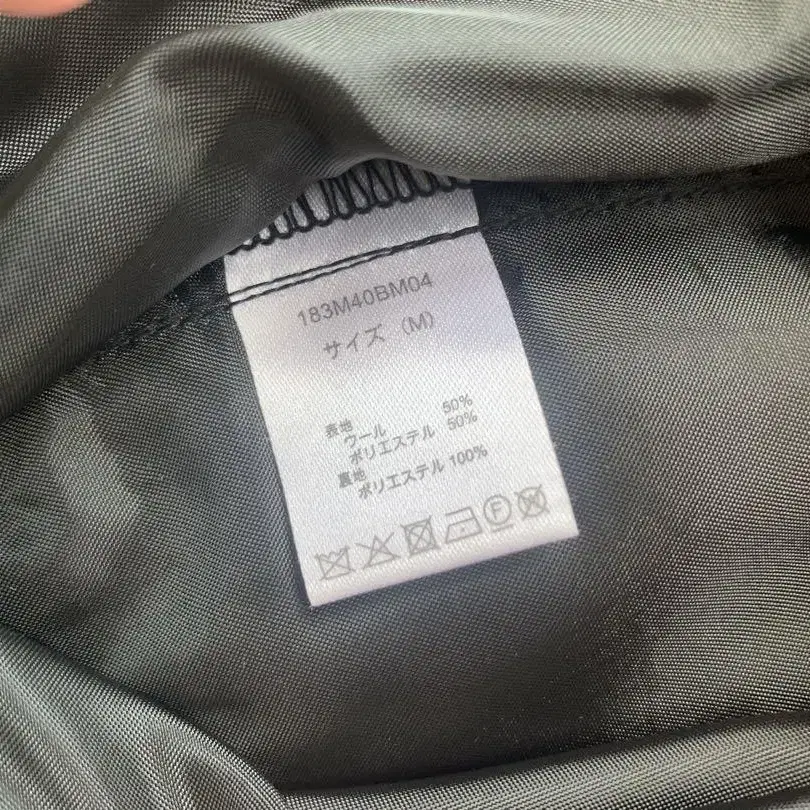 183M40BM04
サイズ (M)
表地
ウール 50%
ポリエステル 50%
裏地
ポリエステル 100%
F